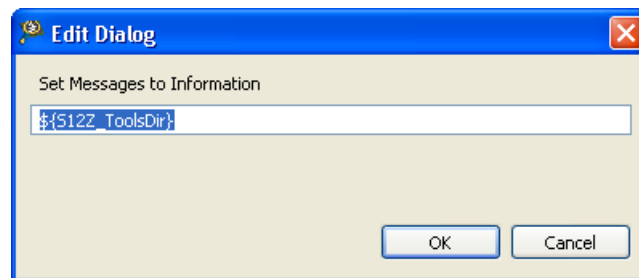 Edit Dialog
Set Messages to Information
${S12Z_ToolsDir}
OK
Cancel